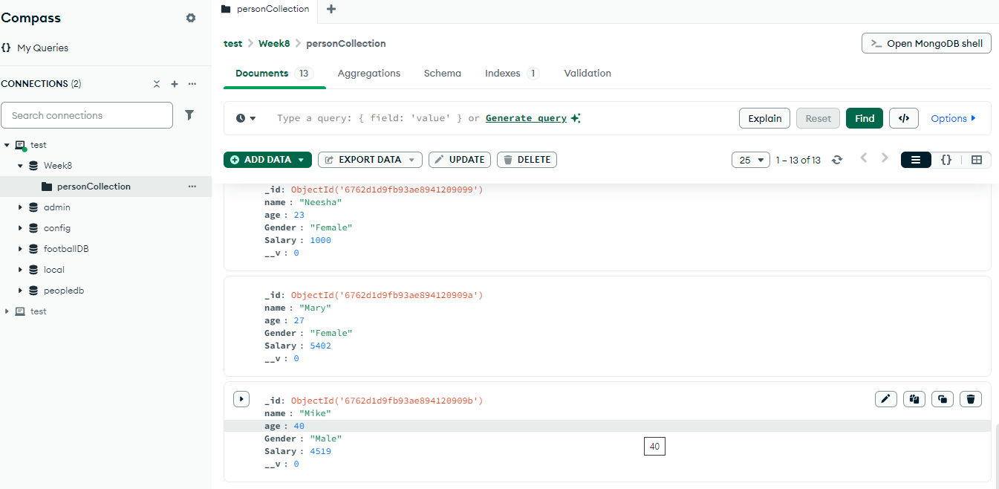 Compass
My Queries
CONNECTIONS (2)
Search connections
test
Week8
personCollection
admin
config
footballDB
local
peopledb
test
personCollection
test > Week8 > personCollection
>_ Open MongoDB shell
Documents 13 Aggregations Schema Indexes 1 Validation
Type a query: { field: 'value' } or Generate query
Explain Reset Find </> Options
ADD DATA EXPORT DATA UPDATE DELETE 25 1 – 13 of 13 {}
_id: ObjectId('6762d1d9fb93ae8941209099')
name : "Neesha"
age : 23
Gender : "Female"
Salary : 1000
__v : 0
_id: ObjectId('6762d1d9fb93ae894120909a')
name : "Mary"
age : 27
Gender : "Female"
Salary : 5402
__v : 0
_id: ObjectId('6762d1d9fb93ae894120909b')
name : "Mike"
age : 40
Gender : "Male"
40
Salary : 4519
__v : 0